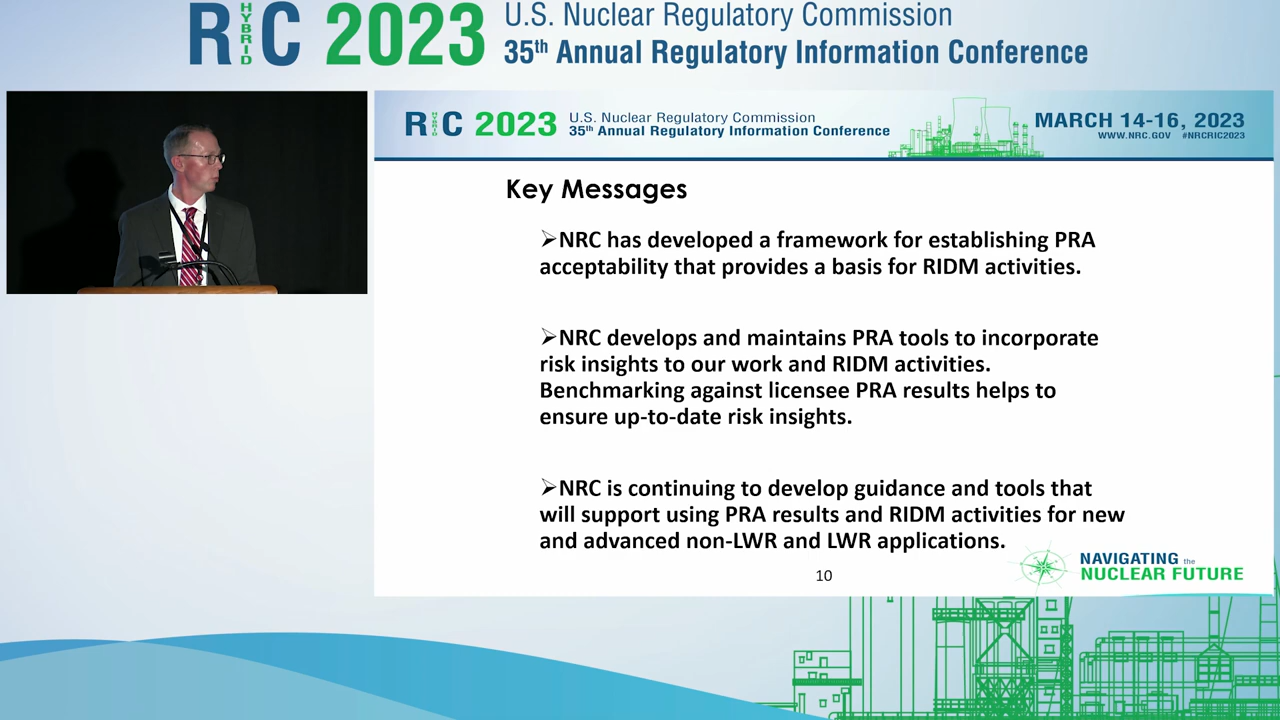 RIC 2023
HYBRID
U.S. Nuclear Regulatory Commission
35th Annual Regulatory Information Conference
RIC 2023
HYBRID
U.S. Nuclear Regulatory Commission
35th Annual Regulatory Information Conference
MARCH 14-16, 2023
WWW.NRC.GOV #NRCRIC2023
Key Messages
➢NRC has developed a framework for establishing PRA
acceptability that provides a basis for RIDM activities.
➢NRC develops and maintains PRA tools to incorporate
risk insights to our work and RIDM activities.
Benchmarking against licensee PRA results helps to
ensure up-to-date risk insights.
➢NRC is continuing to develop guidance and tools that
will support using PRA results and RIDM activities for new
and advanced non-LWR and LWR applications.
10
NAVIGATING the
NUCLEAR FUTURE